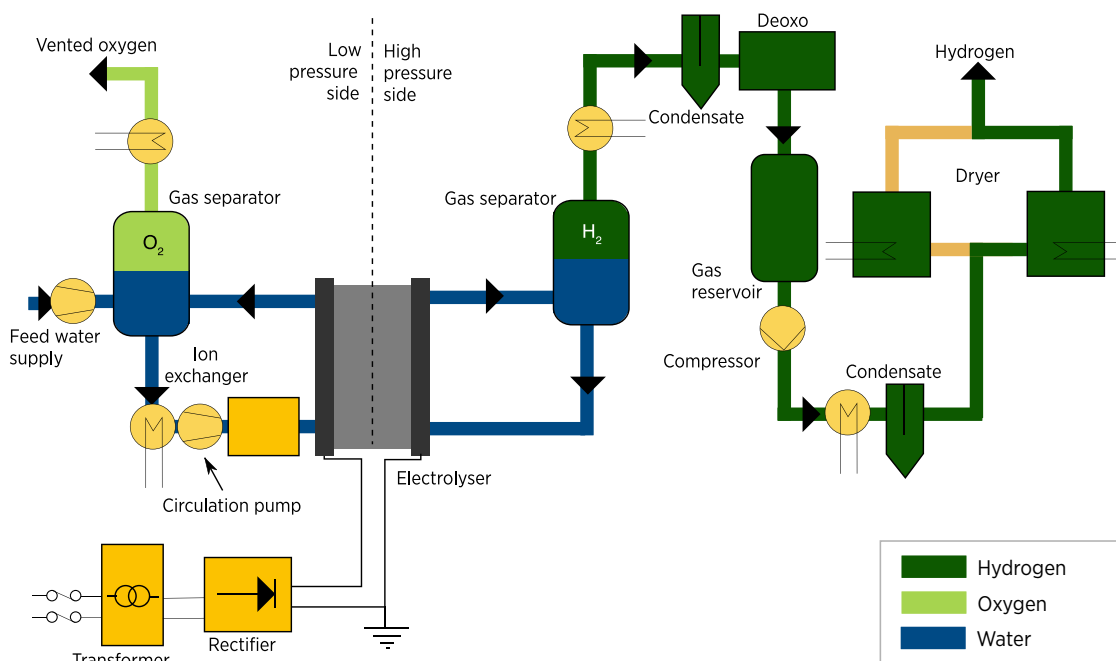 Deoxo
Vented oxygen
Low
pressure
side
High
pressure
side
Hydrogen
Condensate
Gas separator
Gas separator
Dryer
O₂
H₂
Gas
reservoir
Feed water
supply
Ion
exchanger
Compressor
Condensate
Electrolyser
Circulation pump
Hydrogen
Oxygen
Water
Rectifier
Transformer